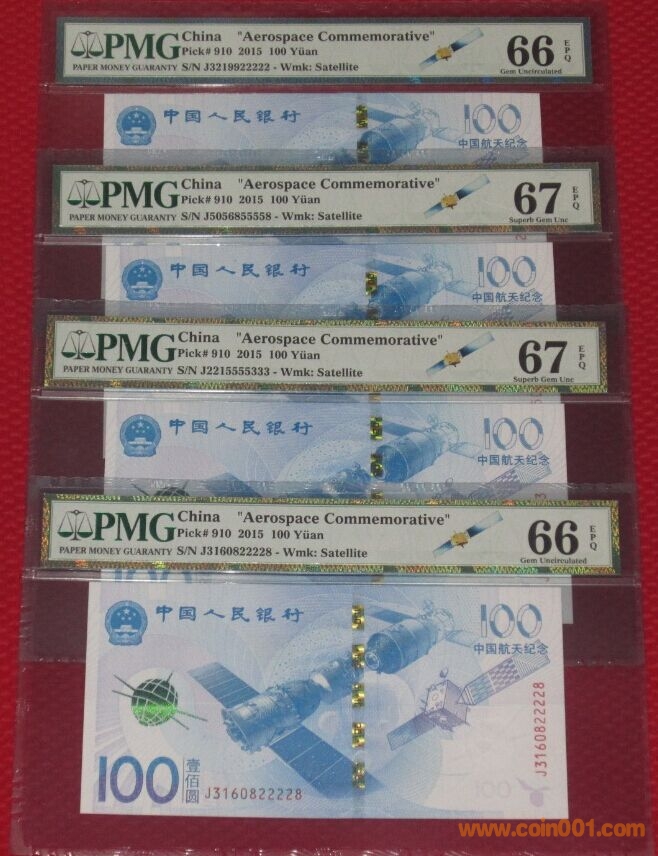 PMG China "Aerospace Commemorative" 66 EPQ
Pick# 910 2015 100 Yüan
PAPER MONEY GUARANTY S/N J3219922222 - Wmk: Satellite Gem Uncirculated
中国人民银行 100
中国航天纪念
PMG China "Aerospace Commemorative" 67 EPQ
Pick# 910 2015 100 Yüan
PAPER MONEY GUARANTY S/N J5056855558 - Wmk: Satellite Superb Gem Unc
中国人民银行 100
中国航天纪念
PMG China "Aerospace Commemorative" 67 EPQ
Pick# 910 2015 100 Yüan
PAPER MONEY GUARANTY S/N J2215555333 - Wmk: Satellite Superb Gem Unc
中国人民银行 100
中国航天纪念
PMG China "Aerospace Commemorative" 66 EPQ
Pick# 910 2015 100 Yüan
PAPER MONEY GUARANTY S/N J3160822228 - Wmk: Satellite Gem Uncirculated
100
中国人民银行 100
中国航天纪念
J3160822228
100 壹佰圆 J3160822228
100
www.coin001.com